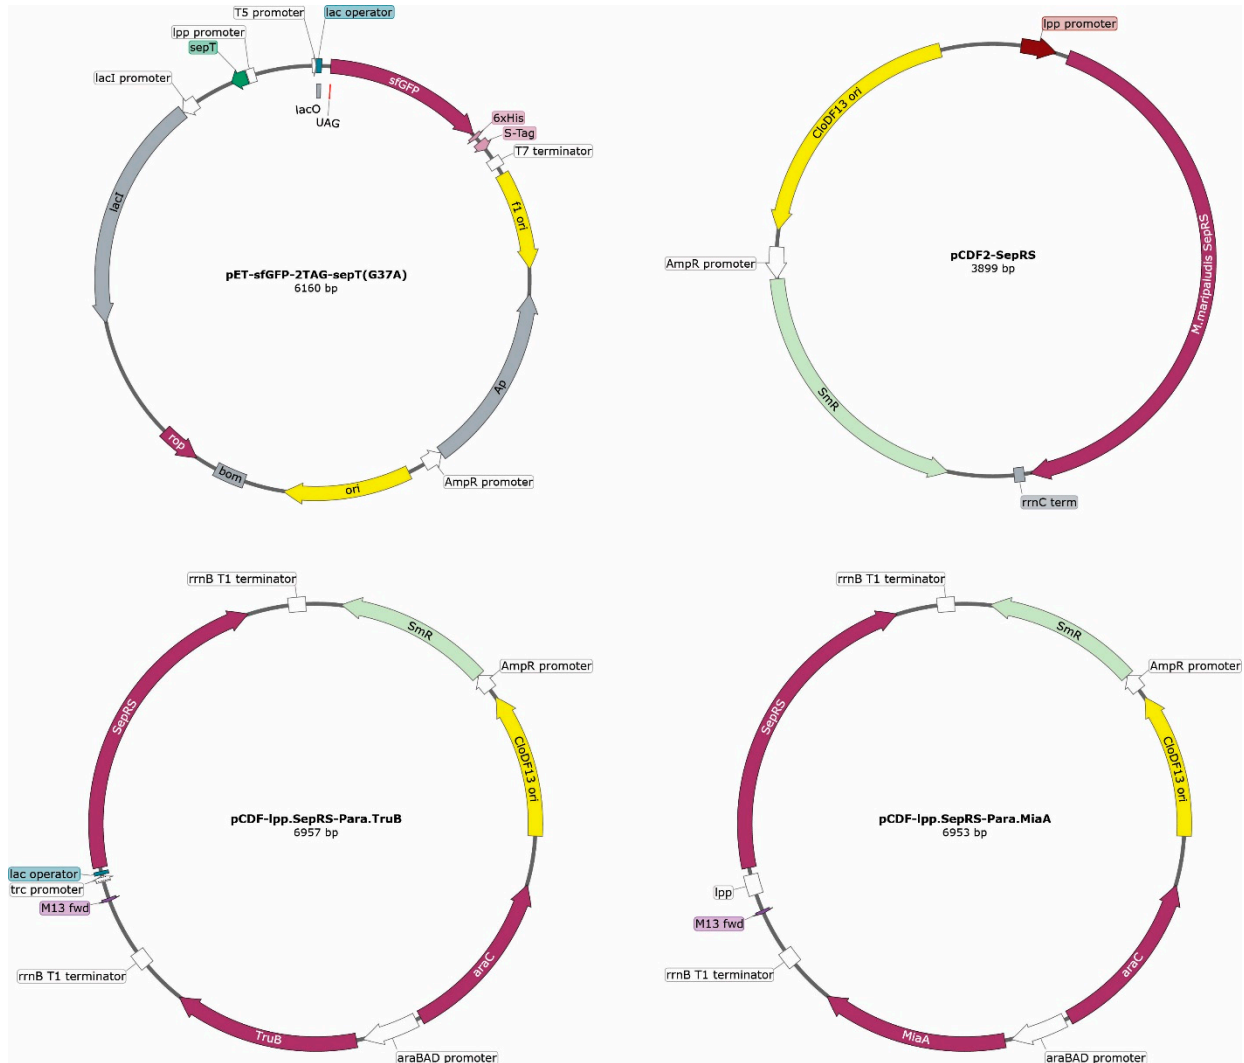 T5 promoter
lac operator
lpp promoter
sepT
lacI promoter
sfGFP
lacO
UAG
6xHis
S-Tag
T7 terminator
lacI
f1 ori
pET-sfGFP-2TAG-sepT(G37A)
6160 bp
Ap
rop
bom
ori
AmpR promoter
lpp promoter
CloDF13 ori
M.maripaludis SepRS
AmpR promoter
pCDF2-SepRS
3899 bp
SmR
rrnC term
rrnB T1 terminator
SmR
AmpR promoter
SepRS
CloDF13 ori
pCDF-lpp.SepRS-Para.TruB
6957 bp
lac operator
trc promoter
M13 fwd
araC
rrnB T1 terminator
TruB
araBAD promoter
rrnB T1 terminator
SmR
AmpR promoter
SepRS
CloDF13 ori
pCDF-lpp.SepRS-Para.MiaA
6953 bp
lpp
M13 fwd
araC
rrnB T1 terminator
MiaA
araBAD promoter